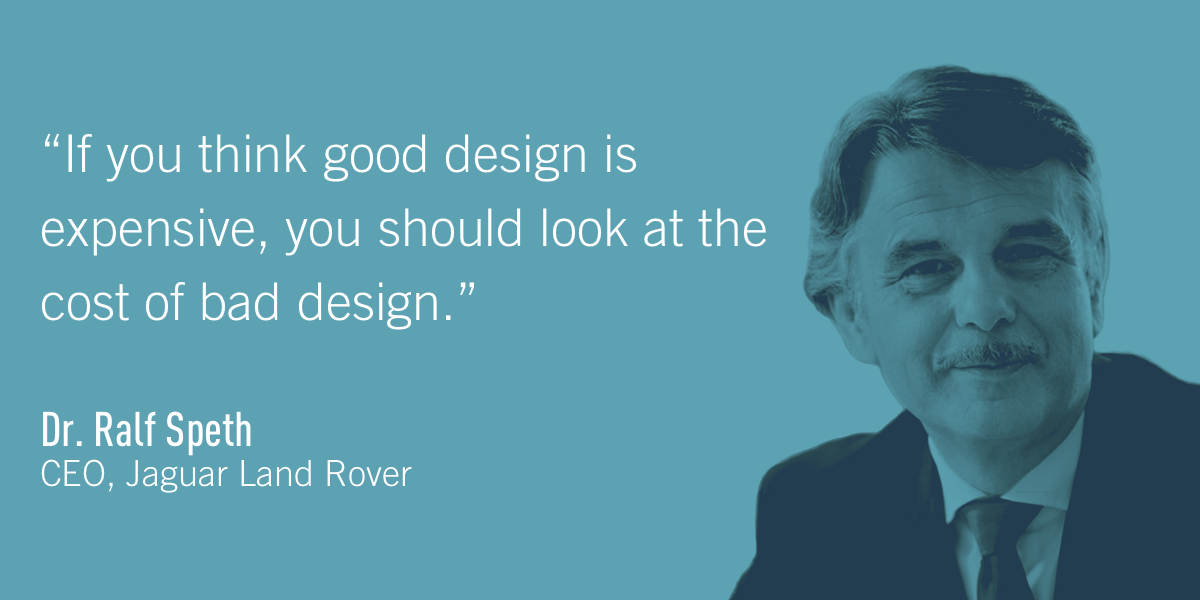 “If you think good design is
expensive, you should look at the
cost of bad design.”
Dr. Ralf Speth
CEO, Jaguar Land Rover